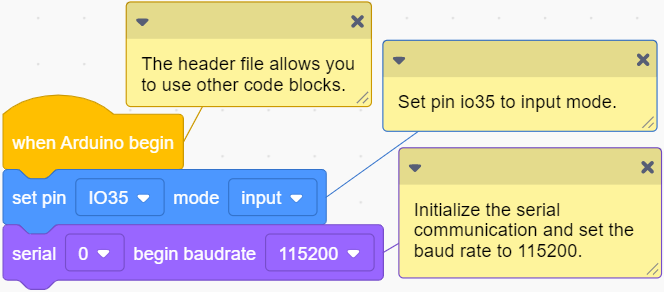 The header file allows you
to use other code blocks.
Set pin io35 to input mode.
when Arduino begin
set pin IO35 mode input
serial 0 begin baudrate 115200
Initialize the serial
communication and set the
baud rate to 115200.